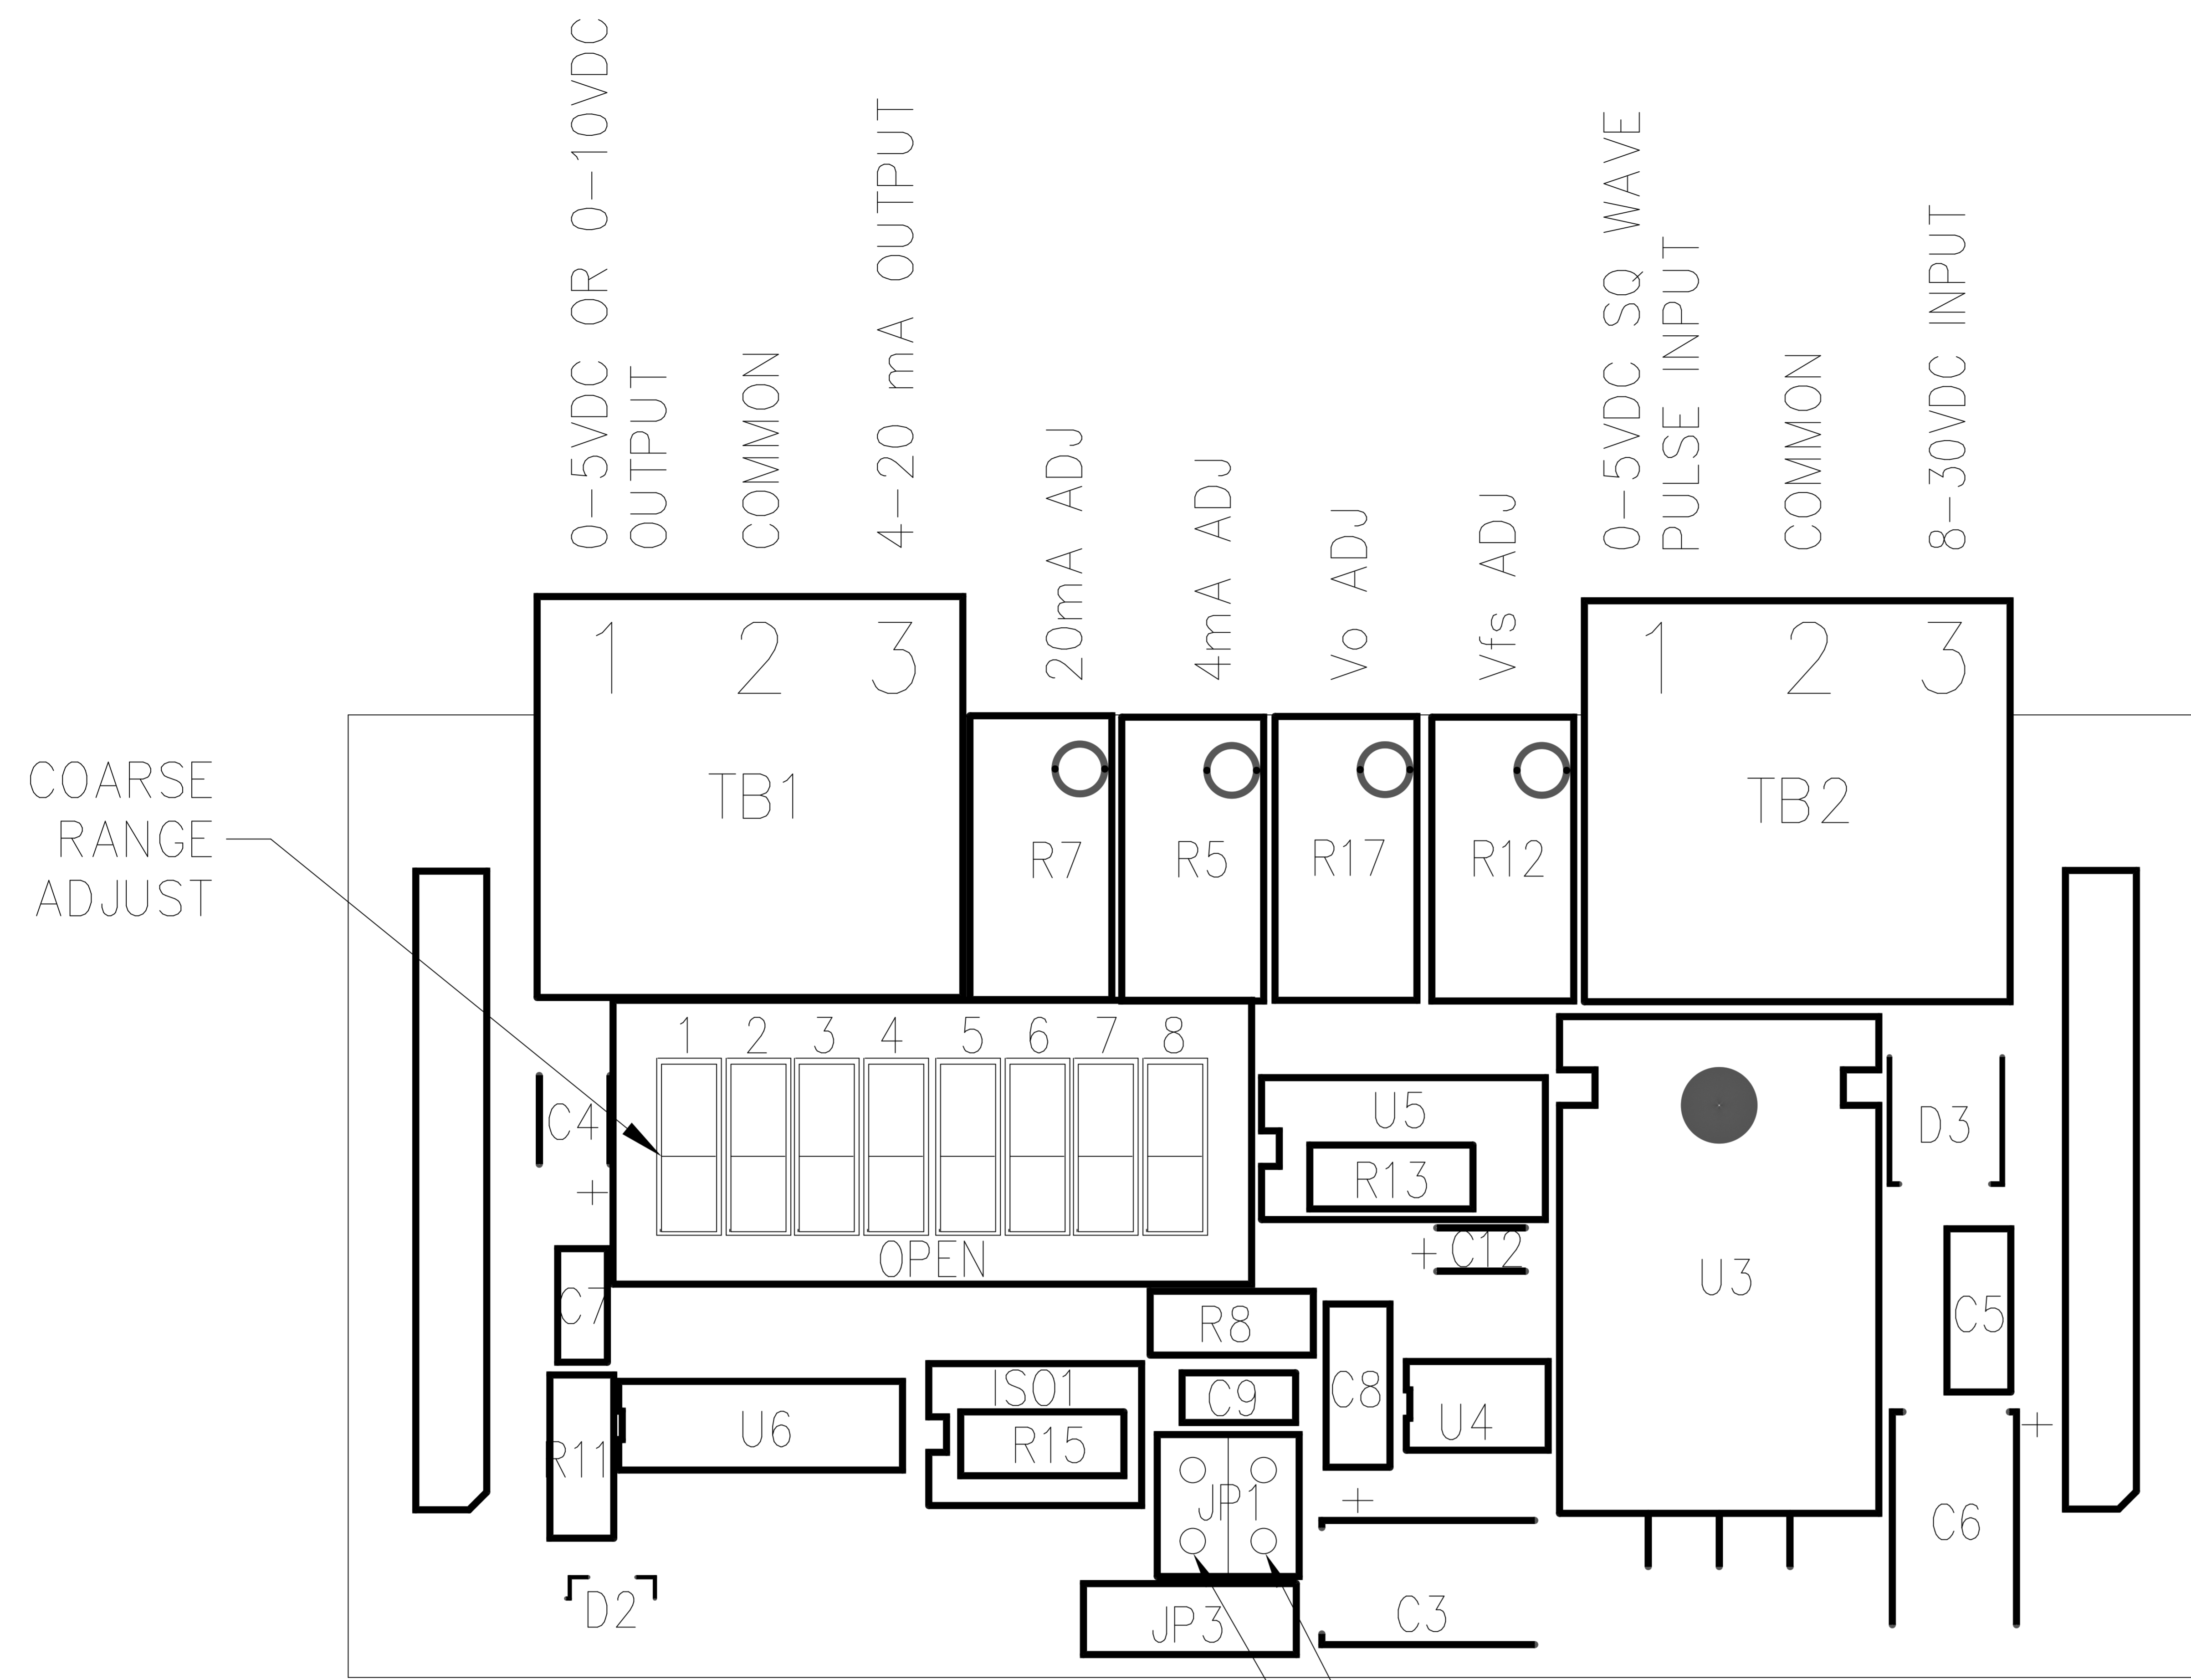 0-5VDC OR 0-10VDC
OUTPUT
COMMON
4-20 mA OUTPUT
20mA ADJ
4mA ADJ
Vo ADJ
Vfs ADJ
0-5VDC SQ WAVE
PULSE INPUT
COMMON
8-30VDC INPUT
1 2 3
TB1
1 2 3
TB2
R7
R5
R17
R12
COARSE
RANGE
ADJUST
1 2 3 4 5 6 7 8
OPEN
C4
+
U5
R13
+ C12
U3
D3
C5
C7
R8
C9
C8
U4
ISO1
R15
U6
R11
JP1
+
+
C6
D2
JP3
C3